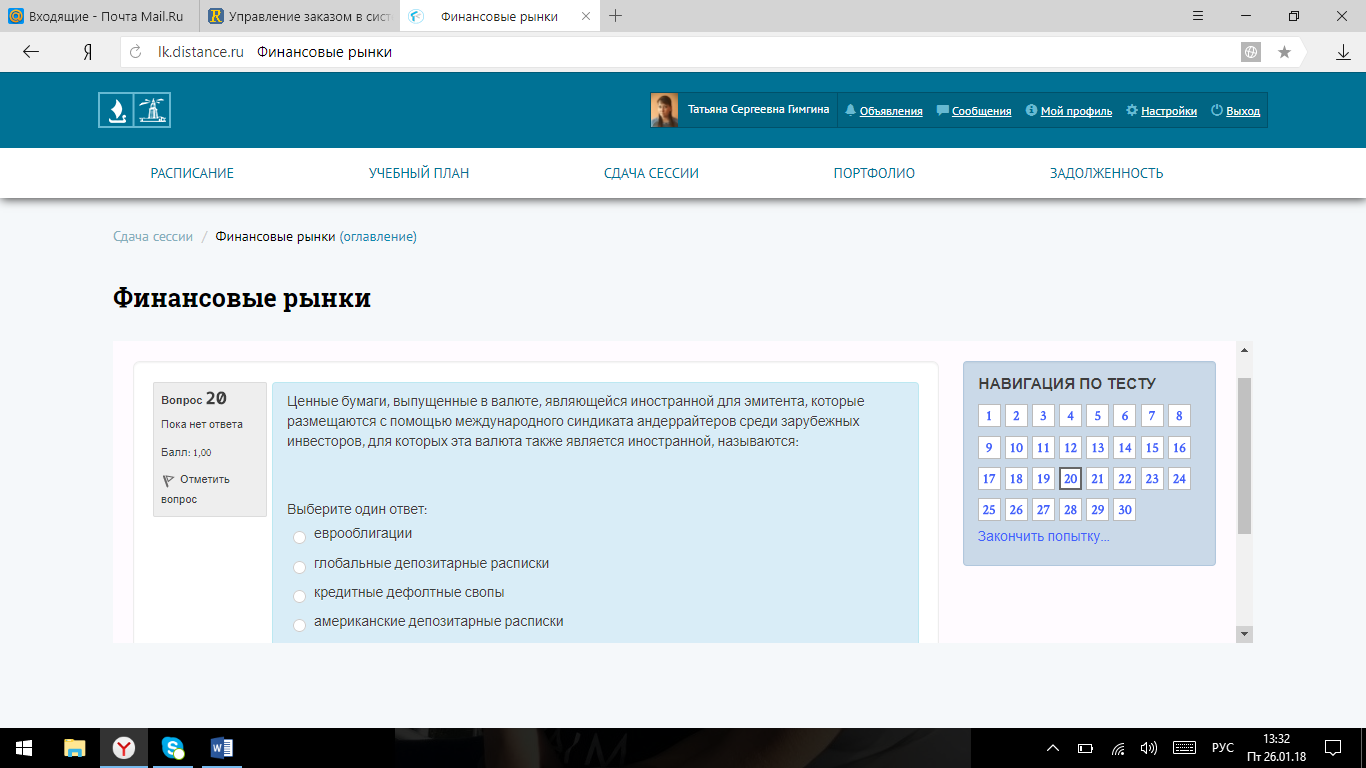 Входящие - Почта Mail.Ru
Управление заказом в сист
Финансовые рынки
Я
lk.distance.ru Финансовые рынки
Татьяна Сергеевна Гимгина
Объявления
Сообщения
Мой профиль
Настройки
Выход
РАСПИСАНИЕ
УЧЕБНЫЙ ПЛАН
СДАЧА СЕССИИ
ПОРТФОЛИО
ЗАДОЛЖЕННОСТЬ
Сдача сессии / Финансовые рынки (оглавление)
Финансовые рынки
Вопрос 20
Пока нет ответа
Балл: 1,00
Отметить
вопрос
Ценные бумаги, выпущенные в валюте, являющейся иностранной для эмитента, которые
размещаются с помощью международного синдиката андеррайтеров среди зарубежных
инвесторов, для которых эта валюта также является иностранной, называются:
Выберите один ответ:
еврооблигации
глобальные депозитарные расписки
кредитные дефолтные свопы
американские депозитарные расписки
НАВИГАЦИЯ ПО ТЕСТУ
1 2 3 4 5 6 7 8
9 10 11 12 13 14 15 16
17 18 19 20 21 22 23 24
25 26 27 28 29 30
Закончить попытку...
РУС
13:32
Пт 26.01.18